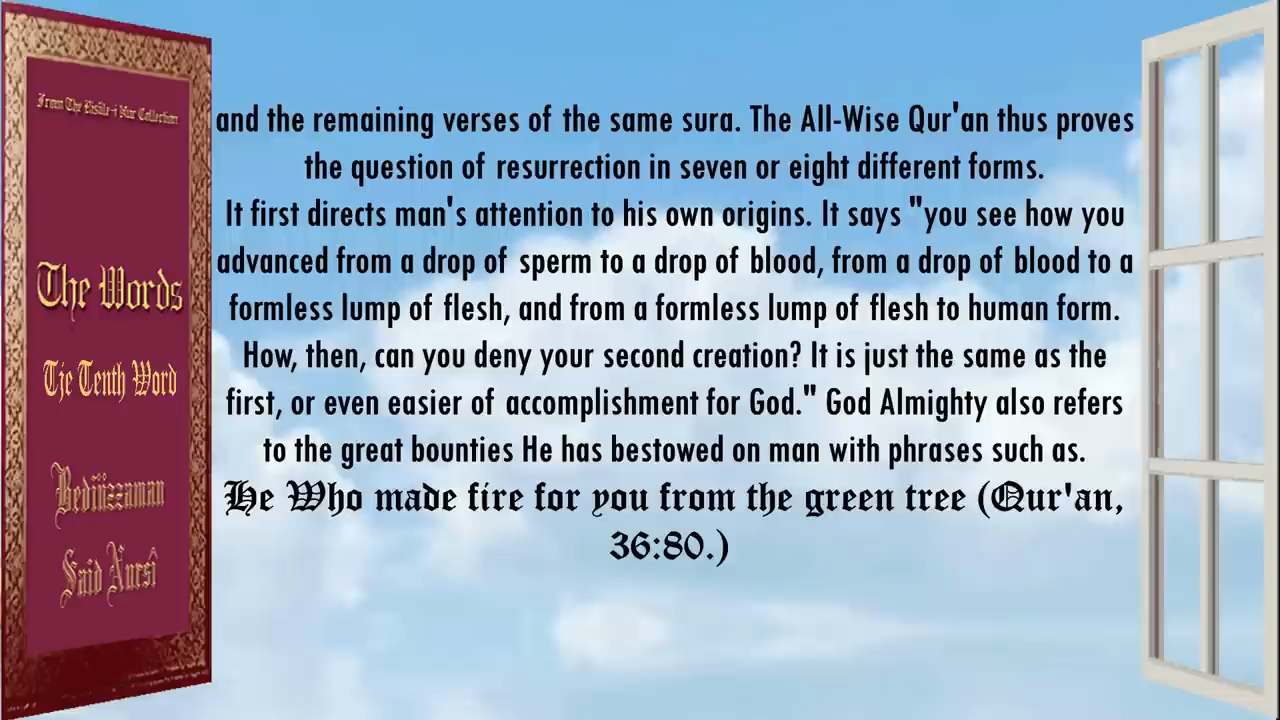 From The Risale-i Nur Collection
The Words
Tje Tenth Word
Bediüzzaman
Said Nursî
and the remaining verses of the same sura. The All-Wise Qur'an thus proves
the question of resurrection in seven or eight different forms.
It first directs man's attention to his own origins. It says "you see how you
advanced from a drop of sperm to a drop of blood, from a drop of blood to a
formless lump of flesh, and from a formless lump of flesh to human form.
How, then, can you deny your second creation? It is just the same as the
first, or even easier of accomplishment for God." God Almighty also refers
to the great bounties He has bestowed on man with phrases such as.
He Who made fire for you from the green tree (Qur'an,
36:80.)